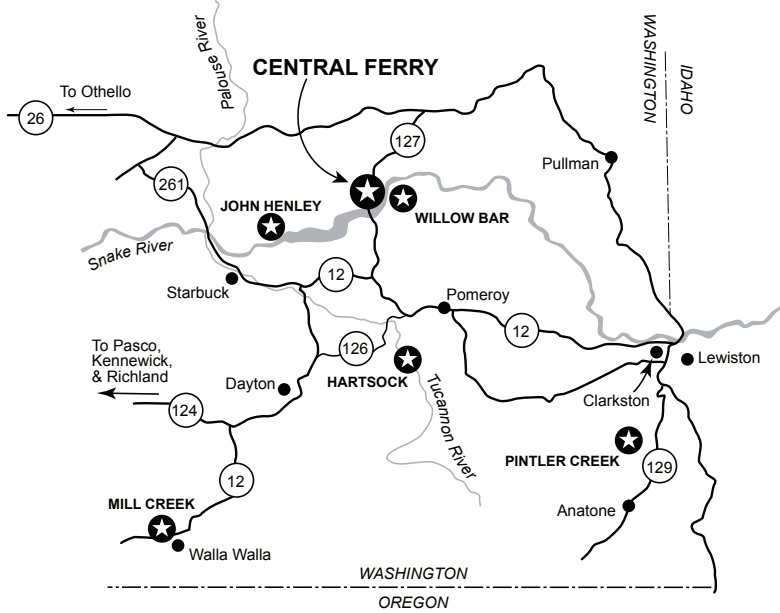 WASHINGTON
IDAHO
Palouse River
CENTRAL FERRY
To Othello
26
127
Pullman
261
JOHN HENLEY
WILLOW BAR
Snake River
12
Starbuck
Pomeroy
12
126
To Pasco,
Kennewick,
& Richland
Lewiston
HARTSOCK
Dayton
Tucannon River
Clarkston
124
PINTLER CREEK
129
12
MILL CREEK
Anatone
Walla Walla
WASHINGTON
OREGON